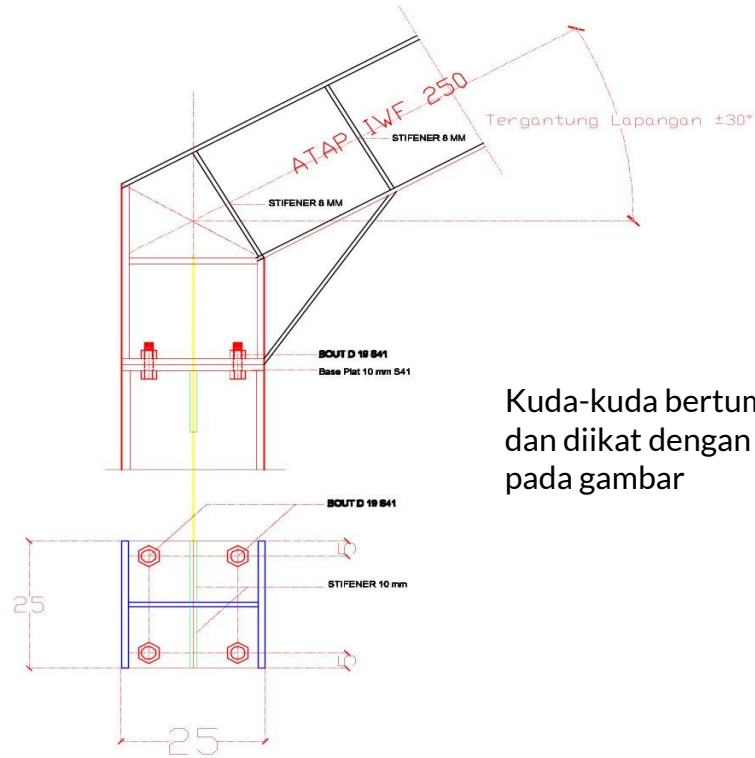 ATAP IWF 250
Tergantung Lapangan ±30°
STIFENER 8 MM
STIFENER 8 MM
BOUT D 19 S41
Base Plat 10 mm S41
Kuda-kuda bertum
dan diikat dengan
pada gambar
BOUT D 19 S41
5
STIFENER 10 mm
25
5
25